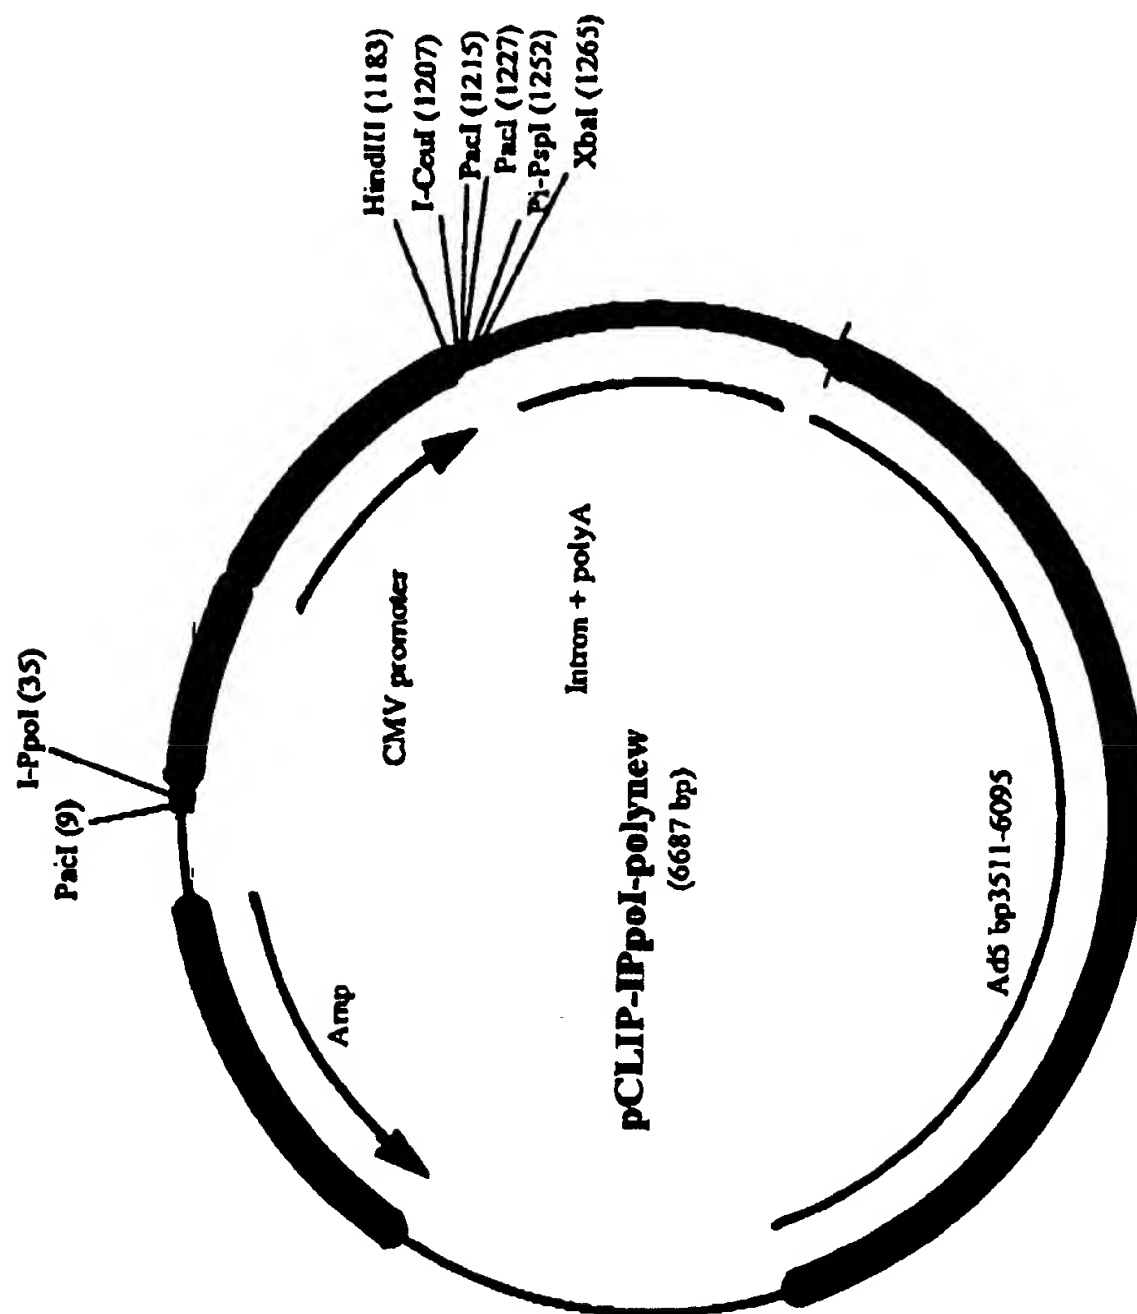 HindIII (1183)
I-CeuI (1207)
PacI (1215)
PacI (1227)
Pi-PspI (1252)
XbaI (1265)
I-PpoI (35)
PacI (9)
CMV promoter
Intron + polyA
Amp
pCLIP-IPpoI-polynew
(6687 bp)
Ad5 bp3511-6095